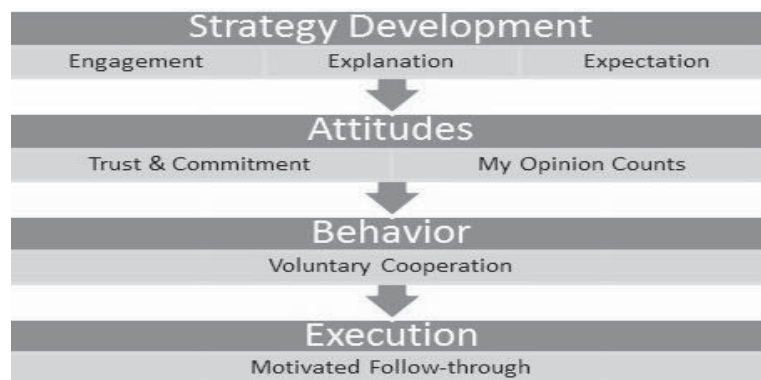 Strategy Development
Engagement Explanation Expectation
Attitudes
Trust & Commitment My Opinion Counts
Behavior
Voluntary Cooperation
Execution
Motivated Follow-through